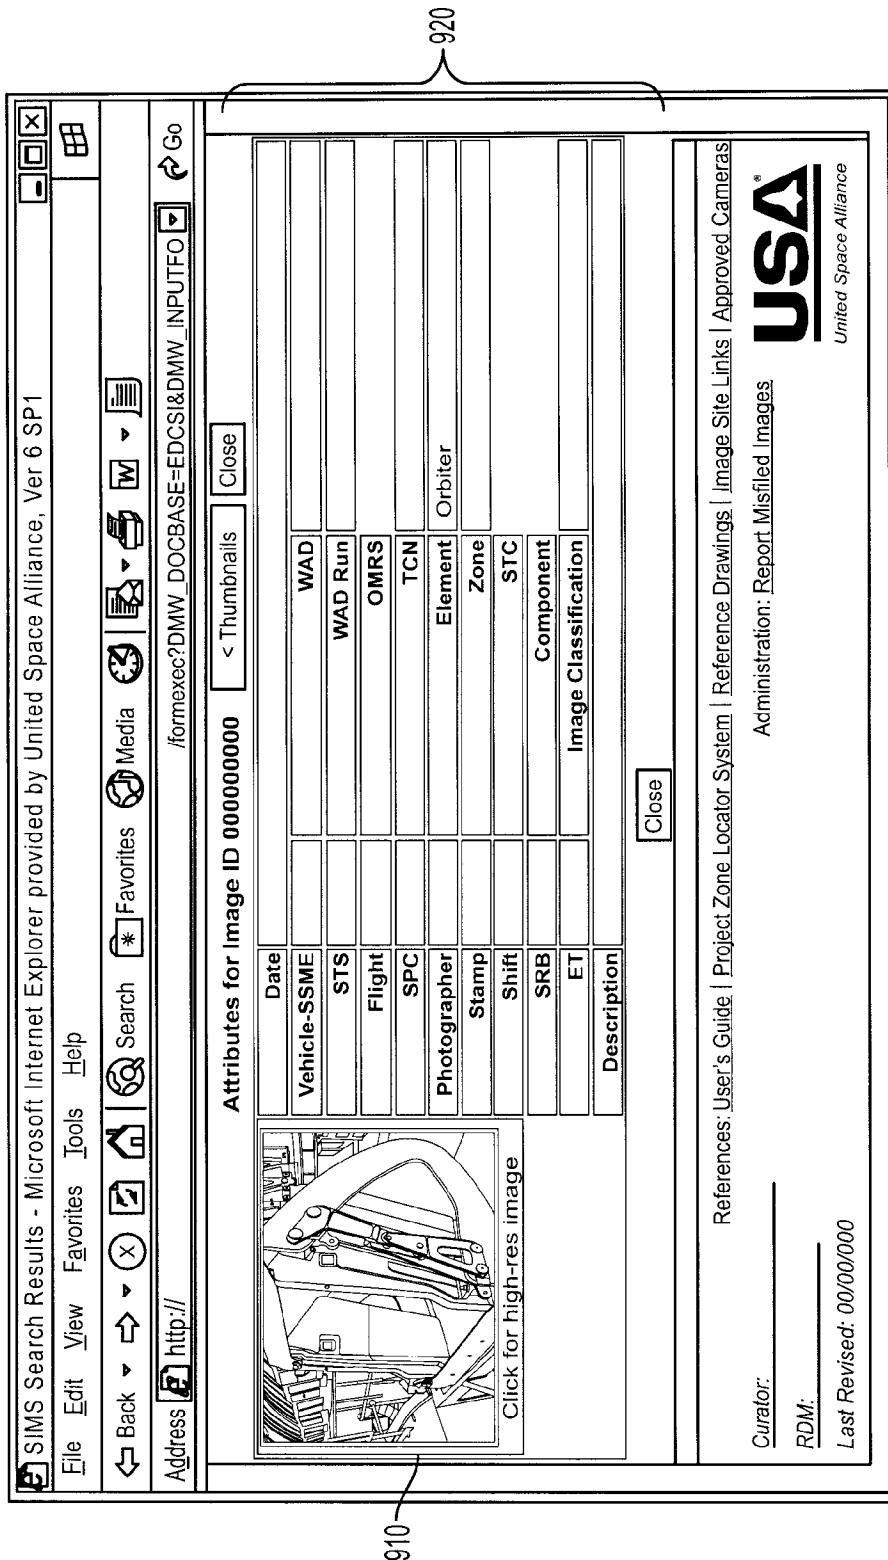 SIMS Search Results - Microsoft Internet Explorer provided by United Space Alliance, Ver 6 SP1
File Edit View Favorites Tools Help
Back Search Favorites Media W
Address http:// /formexec?DMW_DOCBASE=EDCSI&DMW_INPUTFO Go
Attributes for Image ID 000000000 < Thumbnails Close
Date
Vehicle-SSME WAD
STS WAD Run
Flight OMRS
SPC TCN
Photographer Element Orbiter
Stamp Zone
Shift STC
SRB Component
ET Image Classification
Description
Click for high-res image
Close
References: User's Guide | Project Zone Locator System | Reference Drawings | Image Site Links | Approved Cameras
Curator:
Administration: Report Misfiled Images
RDM:
Last Revised: 00/00/000
USA®
United Space Alliance
910
920